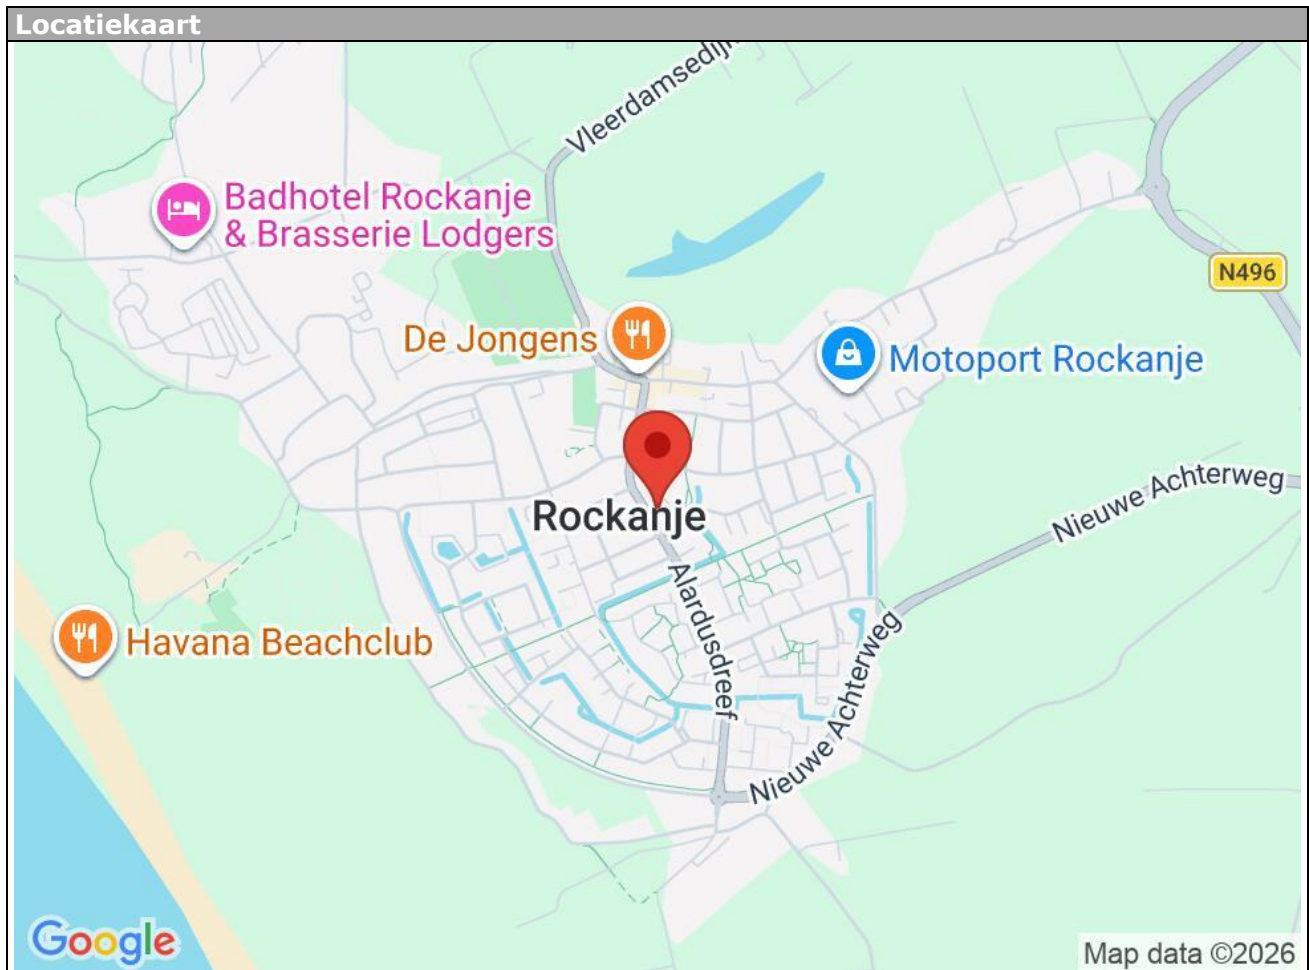 Locatiekaart
Vleerdamsedijk
Badhotel Rockanje
& Brasserie Lodgers
N496
De Jongens
Motoport Rockanje
Nieuwe Achterweg
Rockanje
Alardusdreef
Havana Beachclub
Nieuwe Achterweg
Google
Map data ©2026